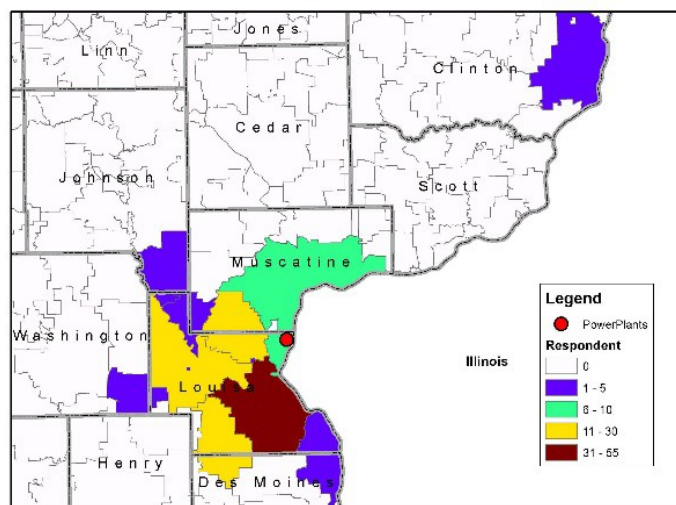 Jones
Linn
Clinton
Cedar
Johnson
Scott
Muscatine
Washington
Louisa
Henry
Des Moines
Illinois
Legend
PowerPlants
Respondent
0
1 - 5
6 - 10
11 - 30
31 - 55